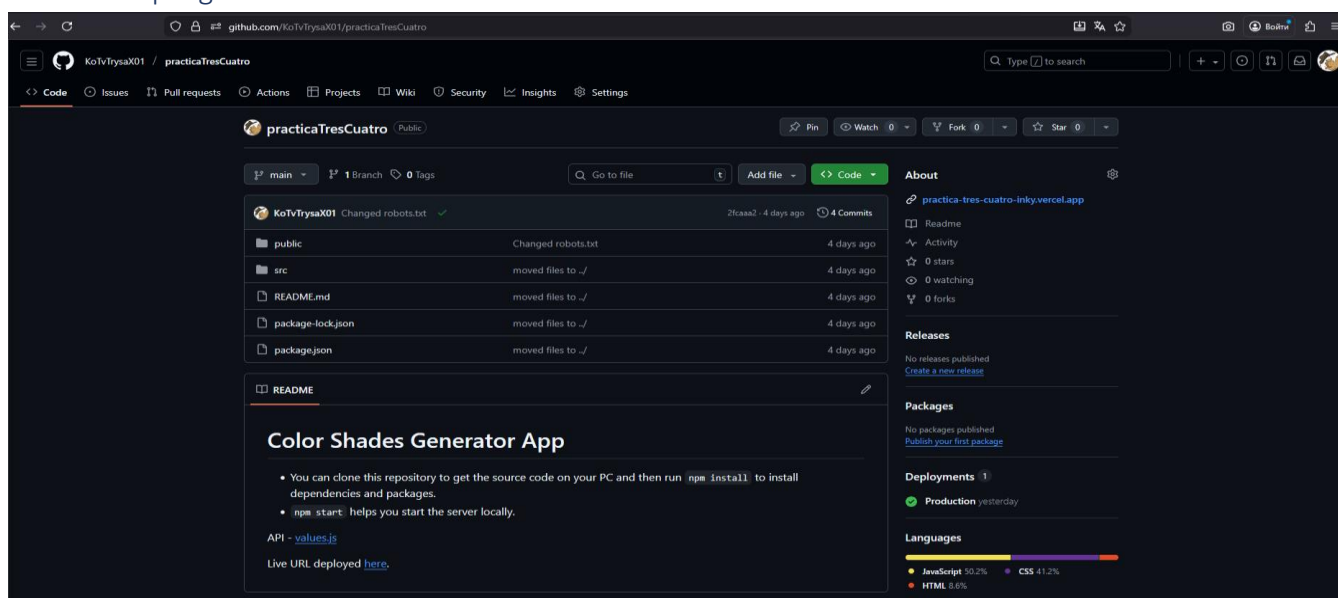 github.com/KoTvTrysaX01/practicaTresCuatro
Войти
KoTvTrysaX01 / practicaTresCuatro
Type / to search
Code Issues Pull requests Actions Projects Wiki Security Insights Settings
practicaTresCuatro Public
Pin Watch 0 Fork 0 Star 0
main 1 Branch 0 Tags
Go to file t Add file Code
KoTvTrysaX01 Changed robots.txt 2fcaaa2 · 4 days ago 4 Commits
public Changed robots.txt 4 days ago
src moved files to ../ 4 days ago
README.md moved files to ../ 4 days ago
package-lock.json moved files to ../ 4 days ago
package.json moved files to ../ 4 days ago
README
Color Shades Generator App
• You can clone this repository to get the source code on your PC and then run npm install to install
dependencies and packages.
• npm start helps you start the server locally.
API - values.js
Live URL deployed here.
About
practica-tres-cuatro-inky.vercel.app
Readme
Activity
0 stars
0 watching
0 forks
Releases
No releases published
Create a new release
Packages
No packages published
Publish your first package
Deployments 1
Production yesterday
Languages
JavaScript 50.2% CSS 41.2%
HTML 8.6%